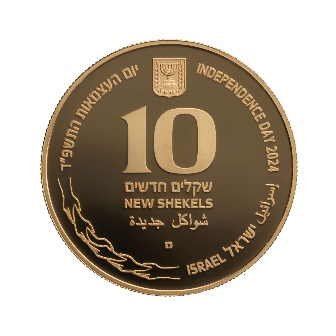 יום העצמאות התשפ"ד
INDEPENDENCE DAY 2024
10
שקלים חדשים
NEW SHEKELS
شواكل جديدة
מ
ISRAEL ישראל إسرائيل